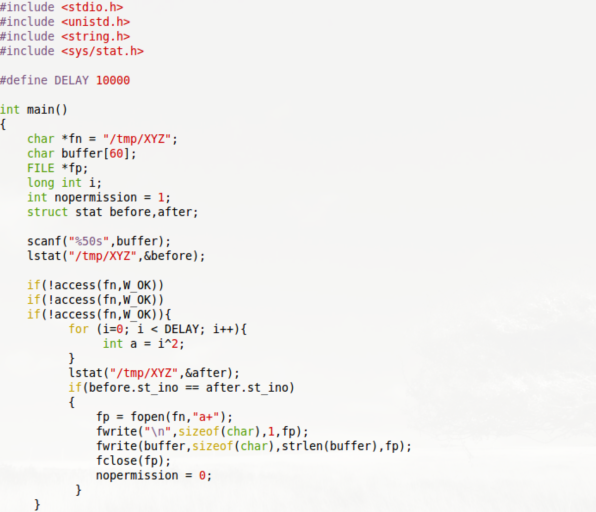 #include <stdio.h>
#include <unistd.h>
#include <string.h>
#include <sys/stat.h>

#define DELAY 10000

int main()
{
    char *fn = "/tmp/XYZ";
    char buffer[60];
    FILE *fp;
    long int i;
    int nopermission = 1;
    struct stat before,after;

    scanf("%50s",buffer);
    lstat("/tmp/XYZ",&before);

    if(!access(fn,W_OK))
    if(!access(fn,W_OK))
    if(!access(fn,W_OK)){
          for (i=0; i < DELAY; i++){
               int a = i^2;
          }
          lstat("/tmp/XYZ",&after);
          if(before.st_ino == after.st_ino)
          {
              fp = fopen(fn,"a+");
              fwrite("\n",sizeof(char),1,fp);
              fwrite(buffer,sizeof(char),strlen(buffer),fp);
              fclose(fp);
              nopermission = 0;
           }
     }